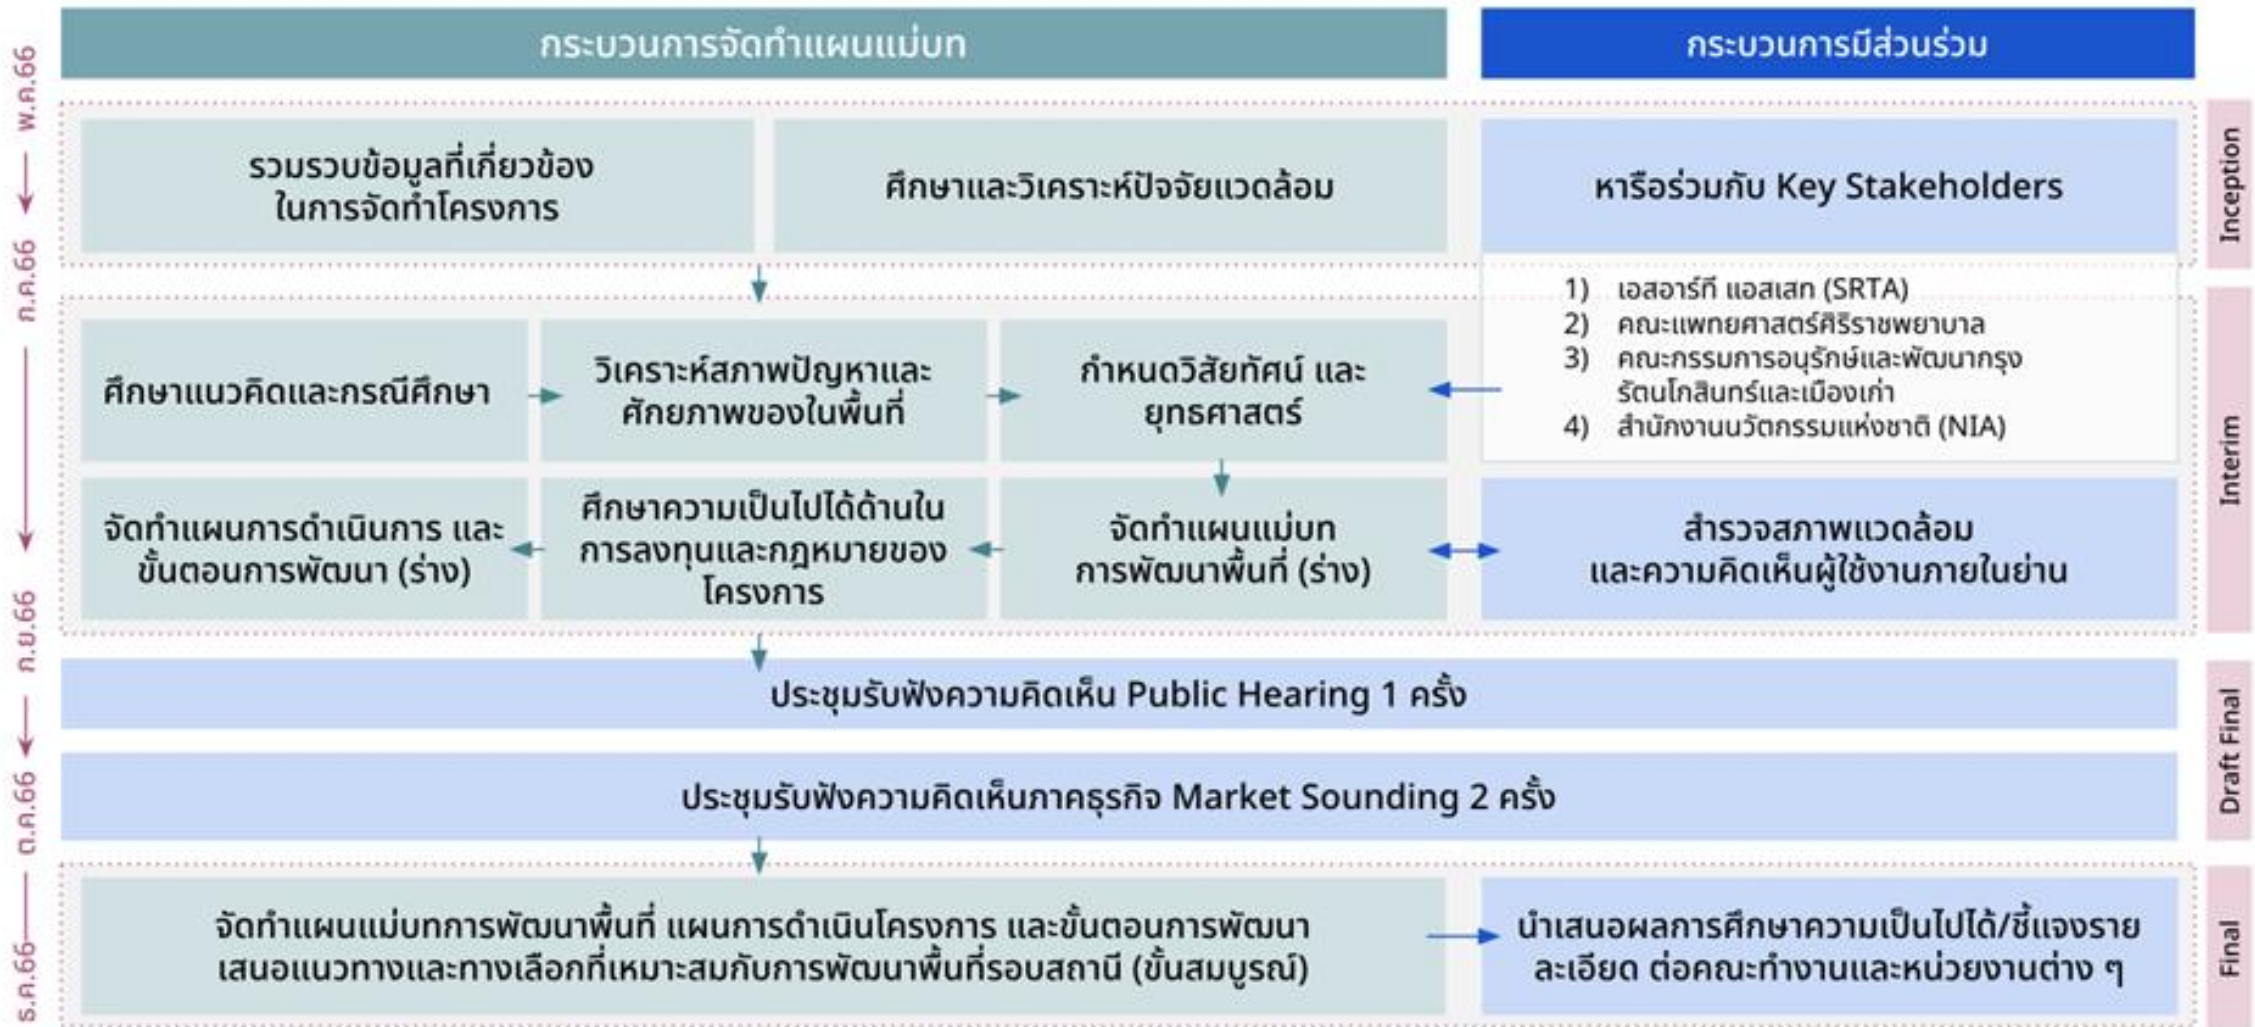 กระบวนการจัดทำแผนแม่บท
กระบวนการมีส่วนร่วม
พ.ค.66
รวมรวบข้อมูลที่เกี่ยวข้อง
ในการจัดทำโครงการ
ศึกษาและวิเคราะห์ปัจจัยแวดล้อม
หารือร่วมกับ Key Stakeholders
Inception
ก.ค.66
1) เอสอาร์ที แอสเสท (SRTA)
2) คณะแพทยศาสตร์ศิริราชพยาบาล
3) คณะกรรมการอนุรักษ์และพัฒนากรุง
รัตนโกสินทร์และเมืองเก่า
4) สำนักงานนวัตกรรมแห่งชาติ (NIA)
ศึกษาแนวคิดและกรณีศึกษา
วิเคราะห์สภาพปัญหาและ
ศักยภาพของในพื้นที่
กำหนดวิสัยทัศน์ และ
ยุทธศาสตร์
Interim
จัดทำแผนการดำเนินการ และ
ขั้นตอนการพัฒนา (ร่าง)
ศึกษาความเป็นไปได้ด้านใน
การลงทุนและกฎหมายของ
โครงการ
จัดทำแผนแม่บท
การพัฒนาพื้นที่ (ร่าง)
สำรวจสภาพแวดล้อม
และความคิดเห็นผู้ใช้งานภายในย่าน
ก.ย.66
ประชุมรับฟังความคิดเห็น Public Hearing 1 ครั้ง
Draft Final
ต.ค.66
ประชุมรับฟังความคิดเห็นภาคธุรกิจ Market Sounding 2 ครั้ง
ธ.ค.66
จัดทำแผนแม่บทการพัฒนาพื้นที่ แผนการดำเนินโครงการ และขั้นตอนการพัฒนา
เสนอแนวทางและทางเลือกที่เหมาะสมกับการพัฒนาพื้นที่รอบสถานี (ขั้นสมบูรณ์)
นำเสนอผลการศึกษาความเป็นไปได้/ชี้แจงราย
ละเอียด ต่อคณะทำงานและหน่วยงานต่าง ๆ
Final